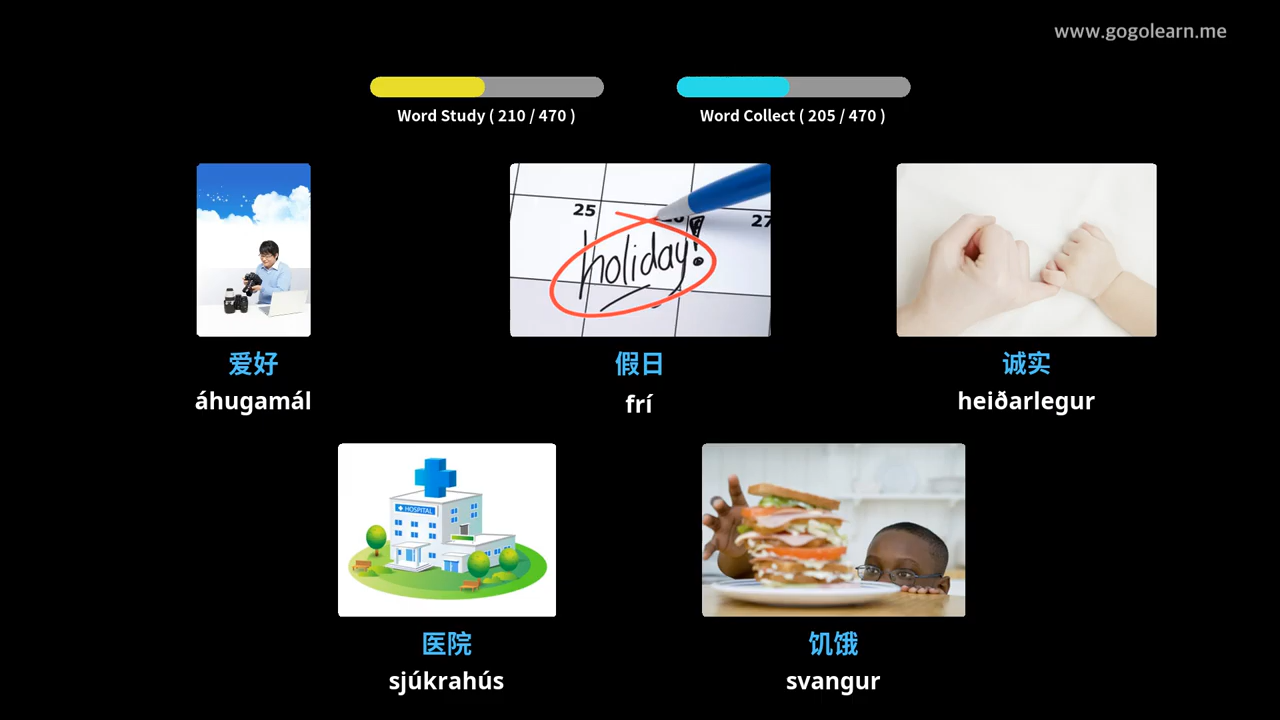 www.gogolearn.me
Word Study ( 210 / 470 )
Word Collect ( 205 / 470 )
25
27
holiday!
爱好
假日
诚实
áhugamál
frí
heiðarlegur
HOSPITAL
医院
饥饿
sjúkrahús
svangur